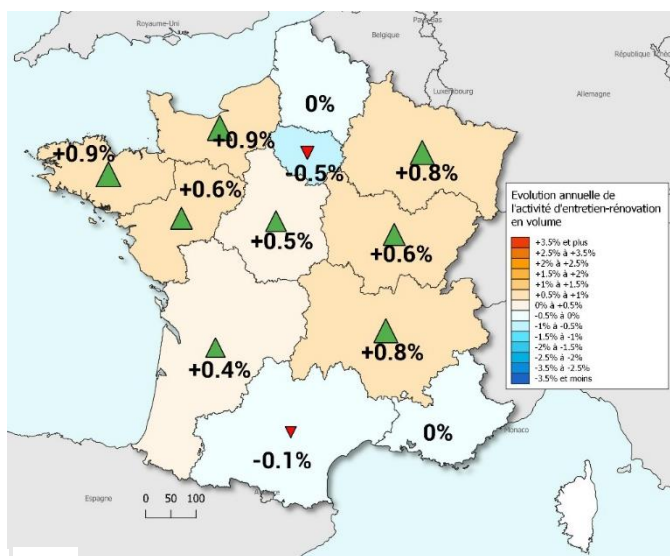 Royaume-Uni
Pays-Bas
Belgique
République Tchè
Luxembourg
Allemagne
0%
+0.9%
-0.5%
+0.9%
+0.8%
+0.6%
+0.5%
+0.6%
+0.4%
+0.8%
-0.1%
0%
Monaco
Espagne
0 50 100
Evolution annuelle de
l'activité d'entretien-rénovation
en volume
+3.5% et plus
+2.5% à +3.5%
+2% à +2.5%
+1.5% à +2%
+1% à +1.5%
+0.5% à +1%
0% à +0.5%
-0.5% à 0%
-1% à -0.5%
-1.5% à -1%
-2% à -1.5%
-2.5% à -2%
-3.5% à -2.5%
-3.5% et moins